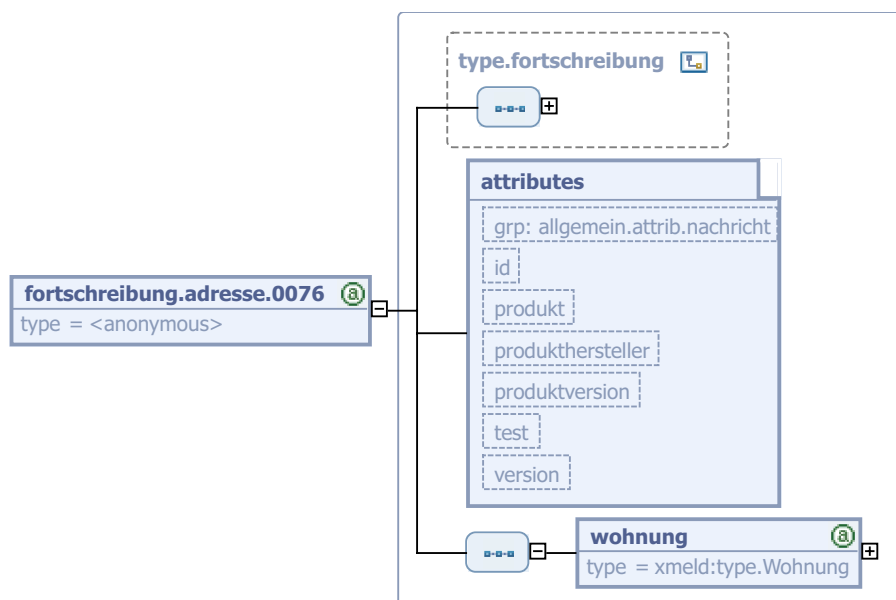 type.fortschreibung
attributes
grp: allgemein.attrib.nachricht
id
produkt
produkthersteller
produktversion
test
version
fortschreibung.adresse.0076
type = <anonymous>
wohnung
type = xmeld:type.Wohnung